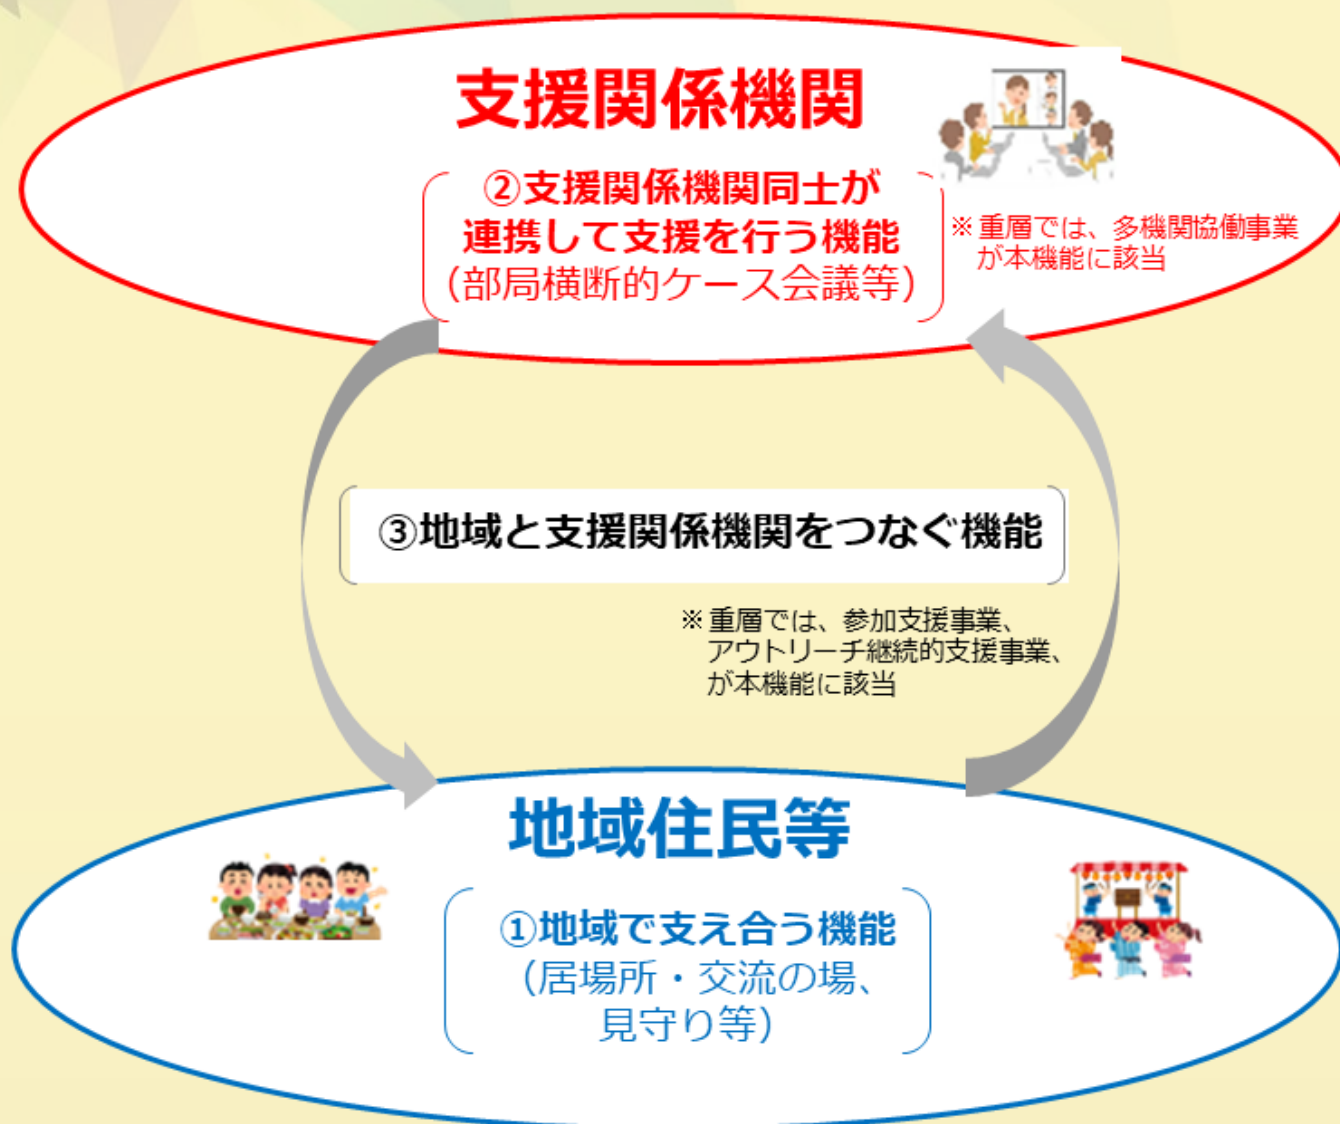 支援関係機関
②支援関係機関同士が
連携して支援を行う機能
（部局横断的ケース会議等）
※重層では、多機関協働事業
が本機能に該当
③地域と支援関係機関をつなぐ機能
※重層では、参加支援事業、
アウトリーチ継続的支援事業、
が本機能に該当
地域住民等
①地域で支え合う機能
（居場所・交流の場、
見守り等）